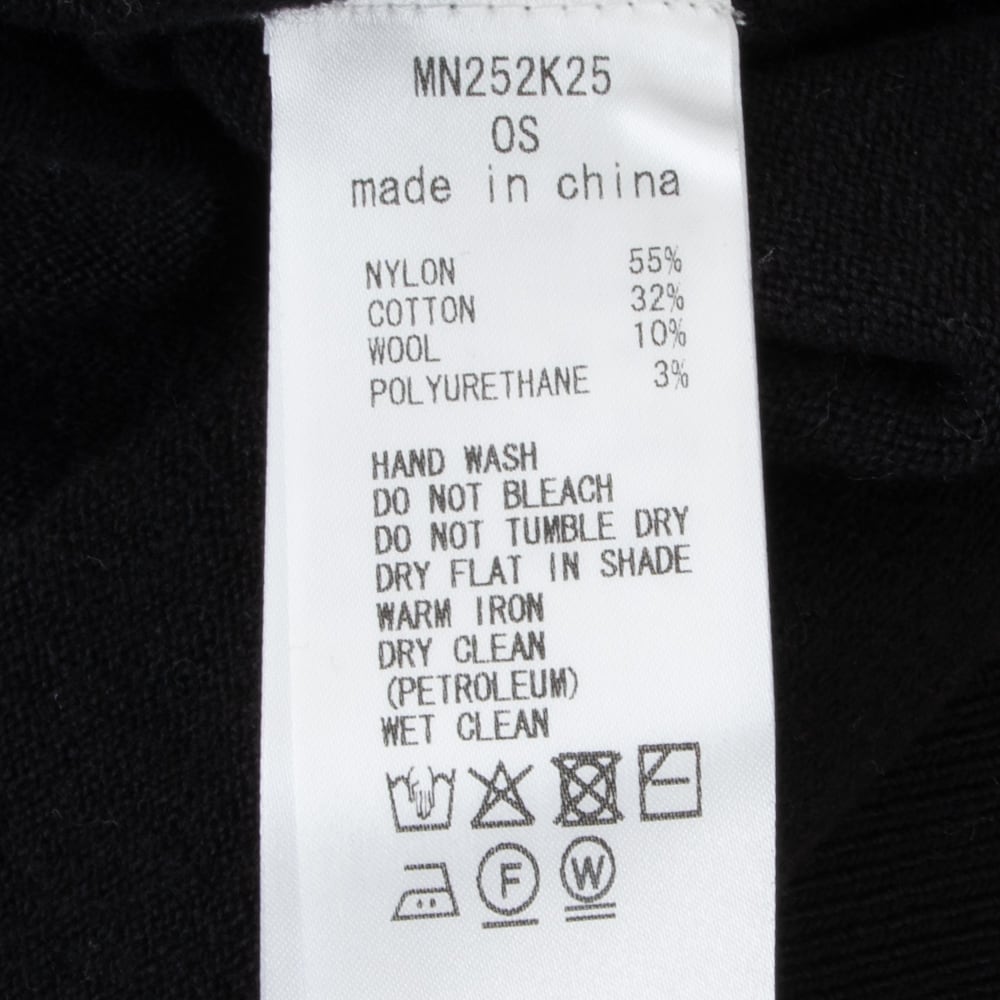 MN252K25
OS
made in china
NYLON 55%
COTTON 32%
WOOL 10%
POLYURETHANE 3%
HAND WASH
DO NOT BLEACH
DO NOT TUMBLE DRY
DRY FLAT IN SHADE
WARM IRON
DRY CLEAN
(PETROLEUM)
WET CLEAN
F W